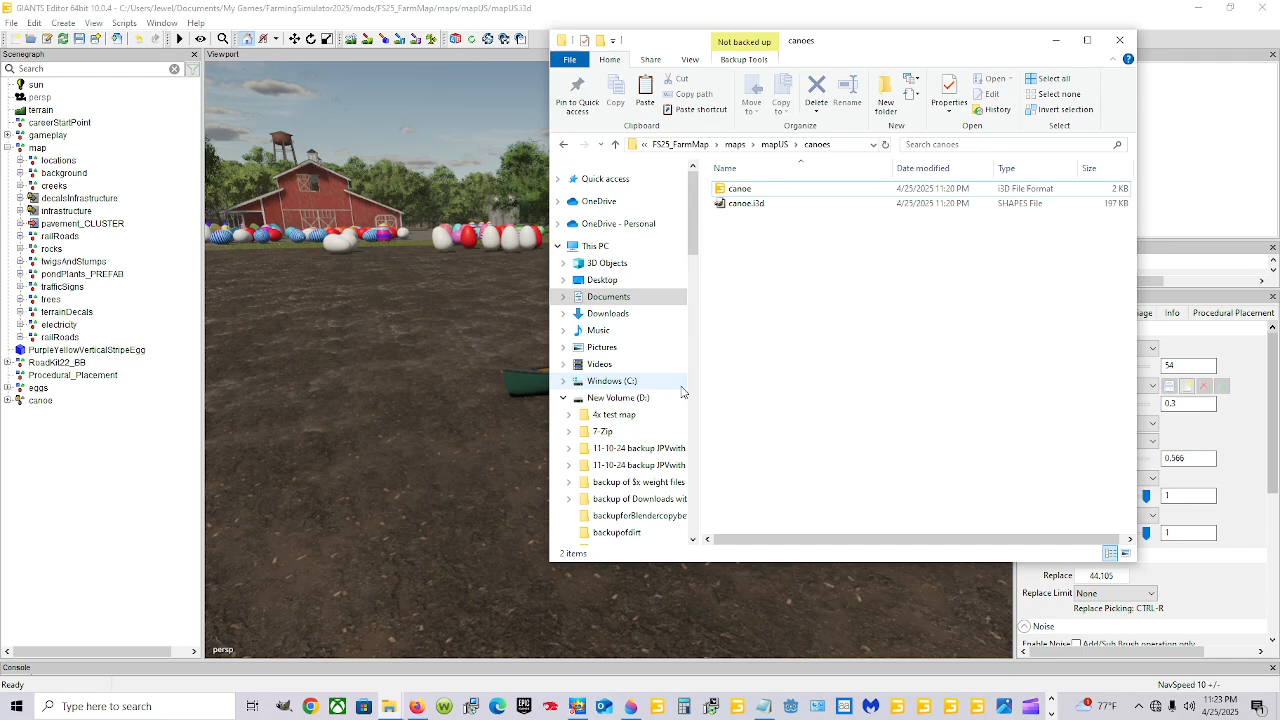 GIANTS Editor 64bit 10.0.4 - C:/Users/Jewel/Documents/My Games/FarmingSimulator2025/mods/FS25_FarmMap/maps/mapUS/mapUS.i3d
File Edit Create View Scripts Window Help
Scenegraph
Search
sun
persp
terrain
careerStartPoint
gameplay
map
locations
background
creeks
decalsInfrastructure
infrastructure
pavement_CLUSTER
roads
rocks
twigsAndStumps
pondPlants_PREFAB
trafficSigns
trees
terrainDecals
electricity
railRoads
PurpleYellowVerticalStripeEgg
RoadKit22_BB
Procedural_Placement
eggs
canoe
Viewport
persp
Not backed up canoes
File Home Share View Backup Tools
Pin to Quick access
Copy
Paste
Cut
Copy path
Paste shortcut
Clipboard
Move to
Copy to
Delete
Rename
Organize
New folder
New
Properties
Open
Edit
History
Open
Select all
Select none
Invert selection
Select
« FS25_FarmMap > maps > mapUS > canoes
Search canoes
Name Date modified Type Size
canoe 4/25/2025 11:20 PM i3D File Format 2 KB
canoe.i3d 4/25/2025 11:20 PM SHAPES File 197 KB
Quick access
OneDrive
OneDrive - Personal
This PC
3D Objects
Desktop
Documents
Downloads
Music
Pictures
Videos
Windows (C:)
New Volume (D:)
4x test map
7-Zip
11-10-24 backup JPVwith
11-10-24 backup JPVwith
backup of $x weight files
backup of Downloads wit
backupforBlendercopybe
backupofdirt
2 items
Info Procedural Placement
54
0.3
0.566
1
1
Replace 44.105
Replace Limit None
Replace Picking: CTRL-R
Noise
Add/Sub Brush operating
Console
Ready
NavSpeed 10 +/-
Type here to search
77°F
11:23 PM
4/25/2025